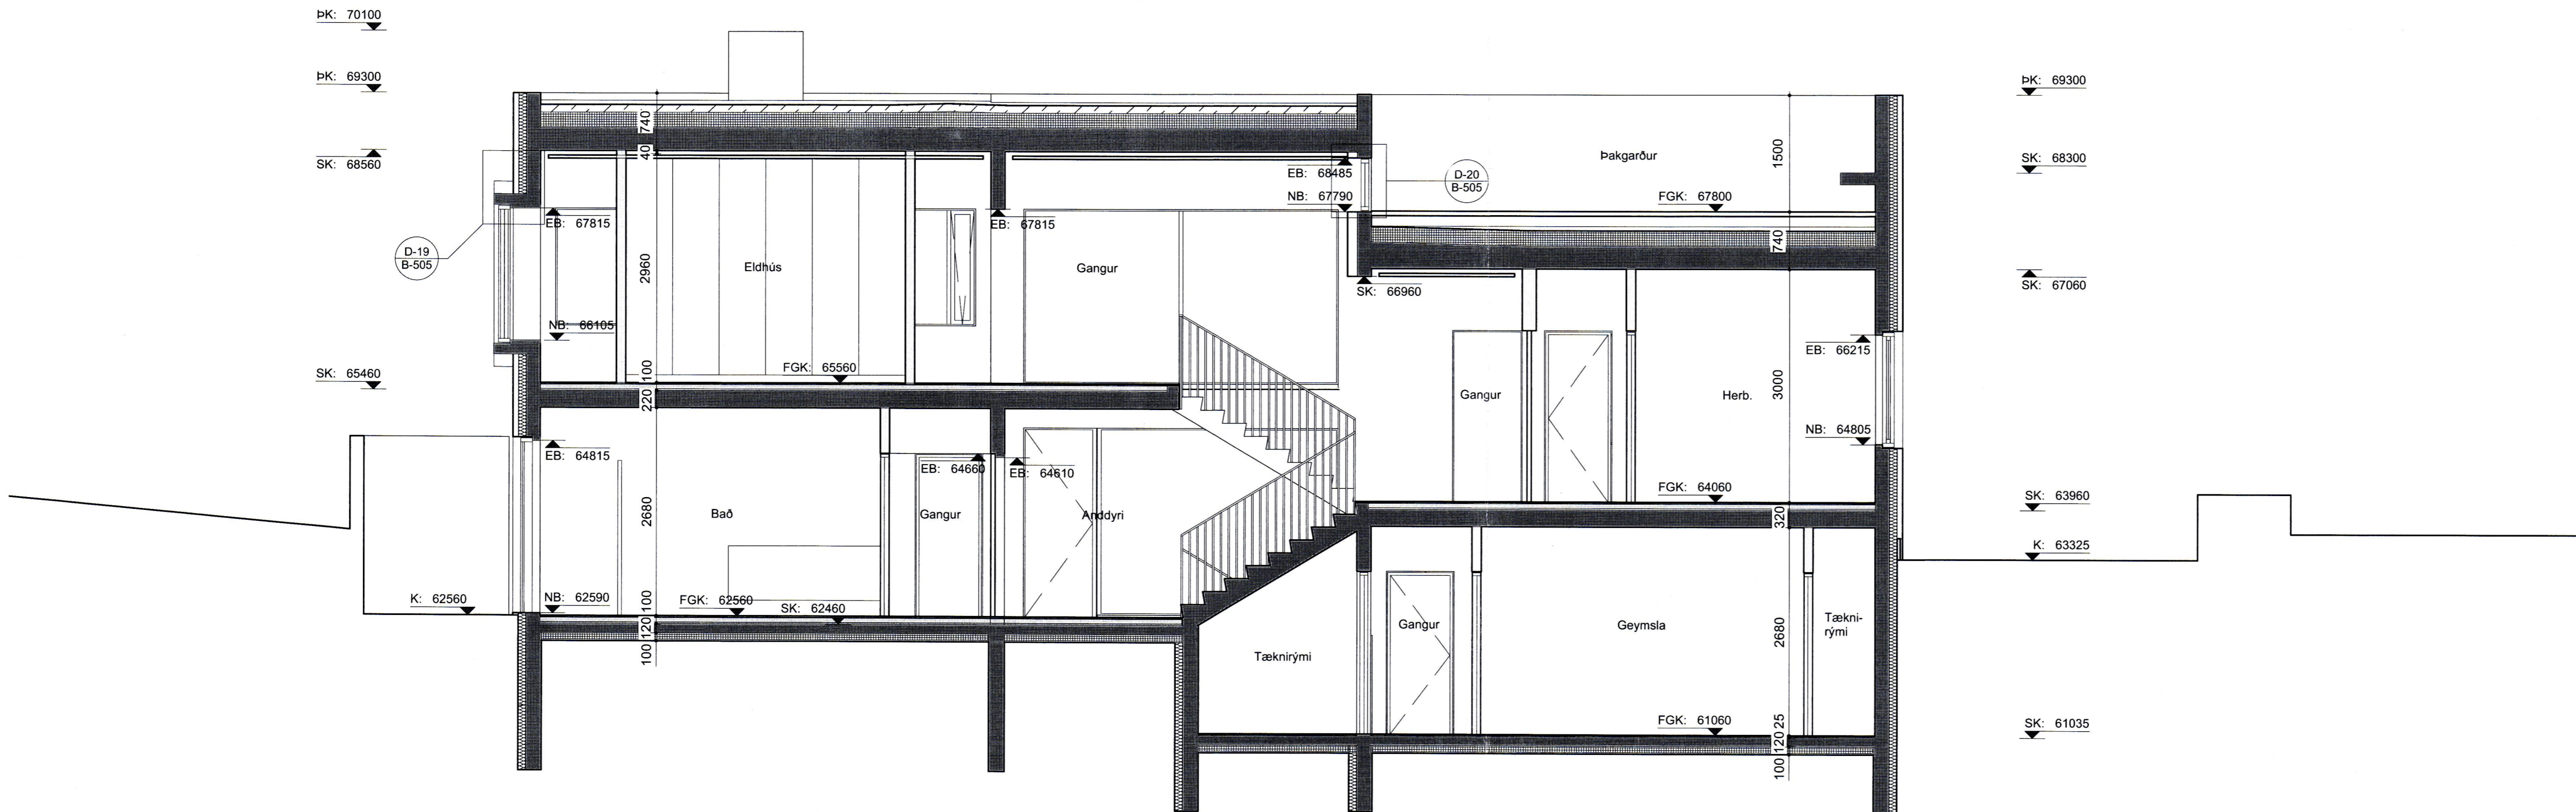 ÞK: 70100
ÞK: 69300
SK: 68560
SK: 65460
K: 62560
D-19
B-505
EB: 67815
NB: 66105
EB: 64815
NB: 62590
740
40
2960
100
220
2680
100
120
100
Eldhús
FGK: 65560
EB: 67815
Gangur
Bað
FGK: 62560
SK: 62460
EB: 64660
Gangur
EB: 64610
Anddyri
EB: 68485
NB: 67790
D-20
B-505
SK: 66960
Þakgarður
FGK: 67800
1500
740
3000
320
2680
25
120
100
Gangur
Herb.
EB: 66215
NB: 64805
FGK: 64060
Tæknirými
Gangur
Geymsla
Tækni-
rými
FGK: 61060
ÞK: 69300
SK: 68300
SK: 67060
SK: 63960
K: 63325
SK: 61035